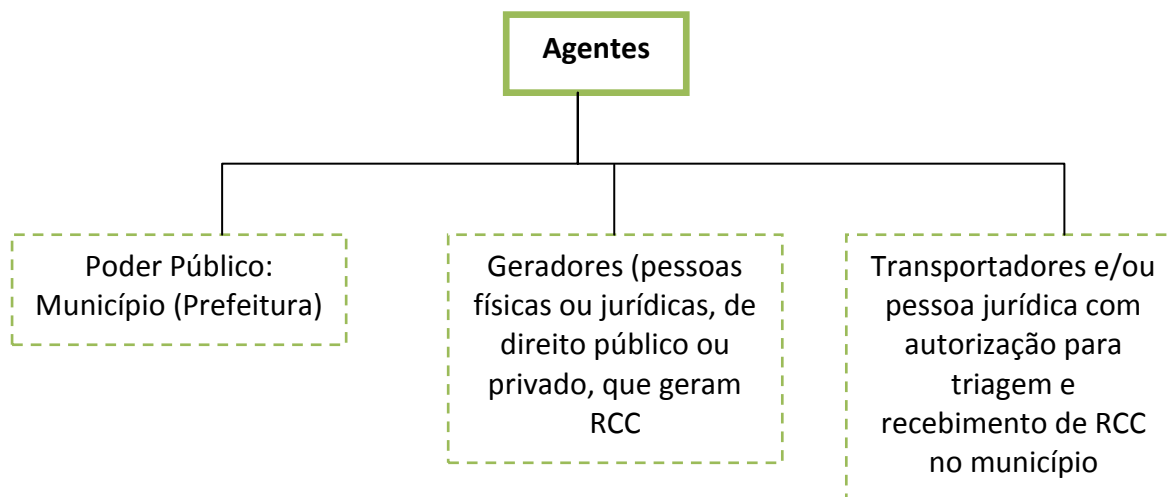 Agentes
Poder Público:
Município (Prefeitura)
Geradores (pessoas
físicas ou jurídicas, de
direito público ou
privado, que geram
RCC
Transportadores e/ou
pessoa jurídica com
autorização para
triagem e
recebimento de RCC
no município